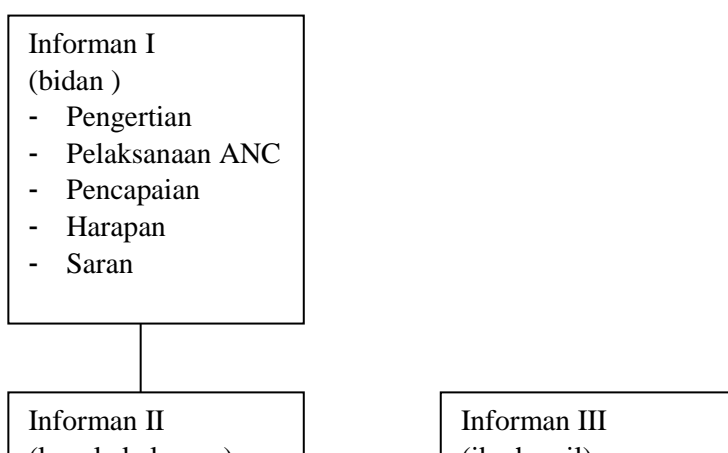 Informan I
(bidan )
- Pengertian
- Pelaksanaan ANC
- Pencapaian
- Harapan
- Saran
Informan II
Informan III